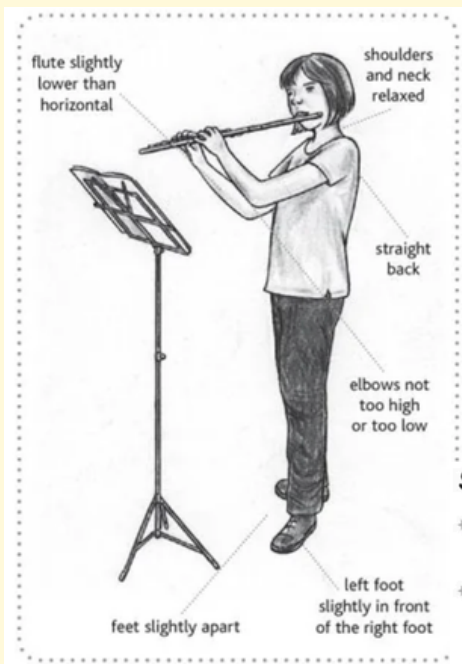 flute slightly
lower than
horizontal
shoulders
and neck
relaxed
straight
back
elbows not
too high
or too low
left foot
slightly in front
of the right foot
feet slightly apart